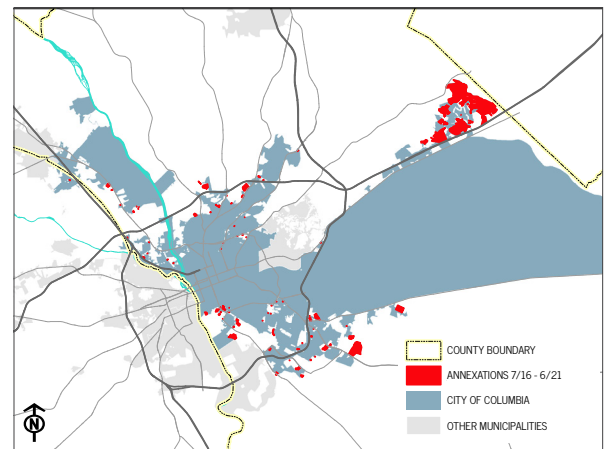 COUNTY BOUNDARY
ANNEXATIONS 7/16 - 6/21
CITY OF COLUMBIA
OTHER MUNICIPALITIES
N